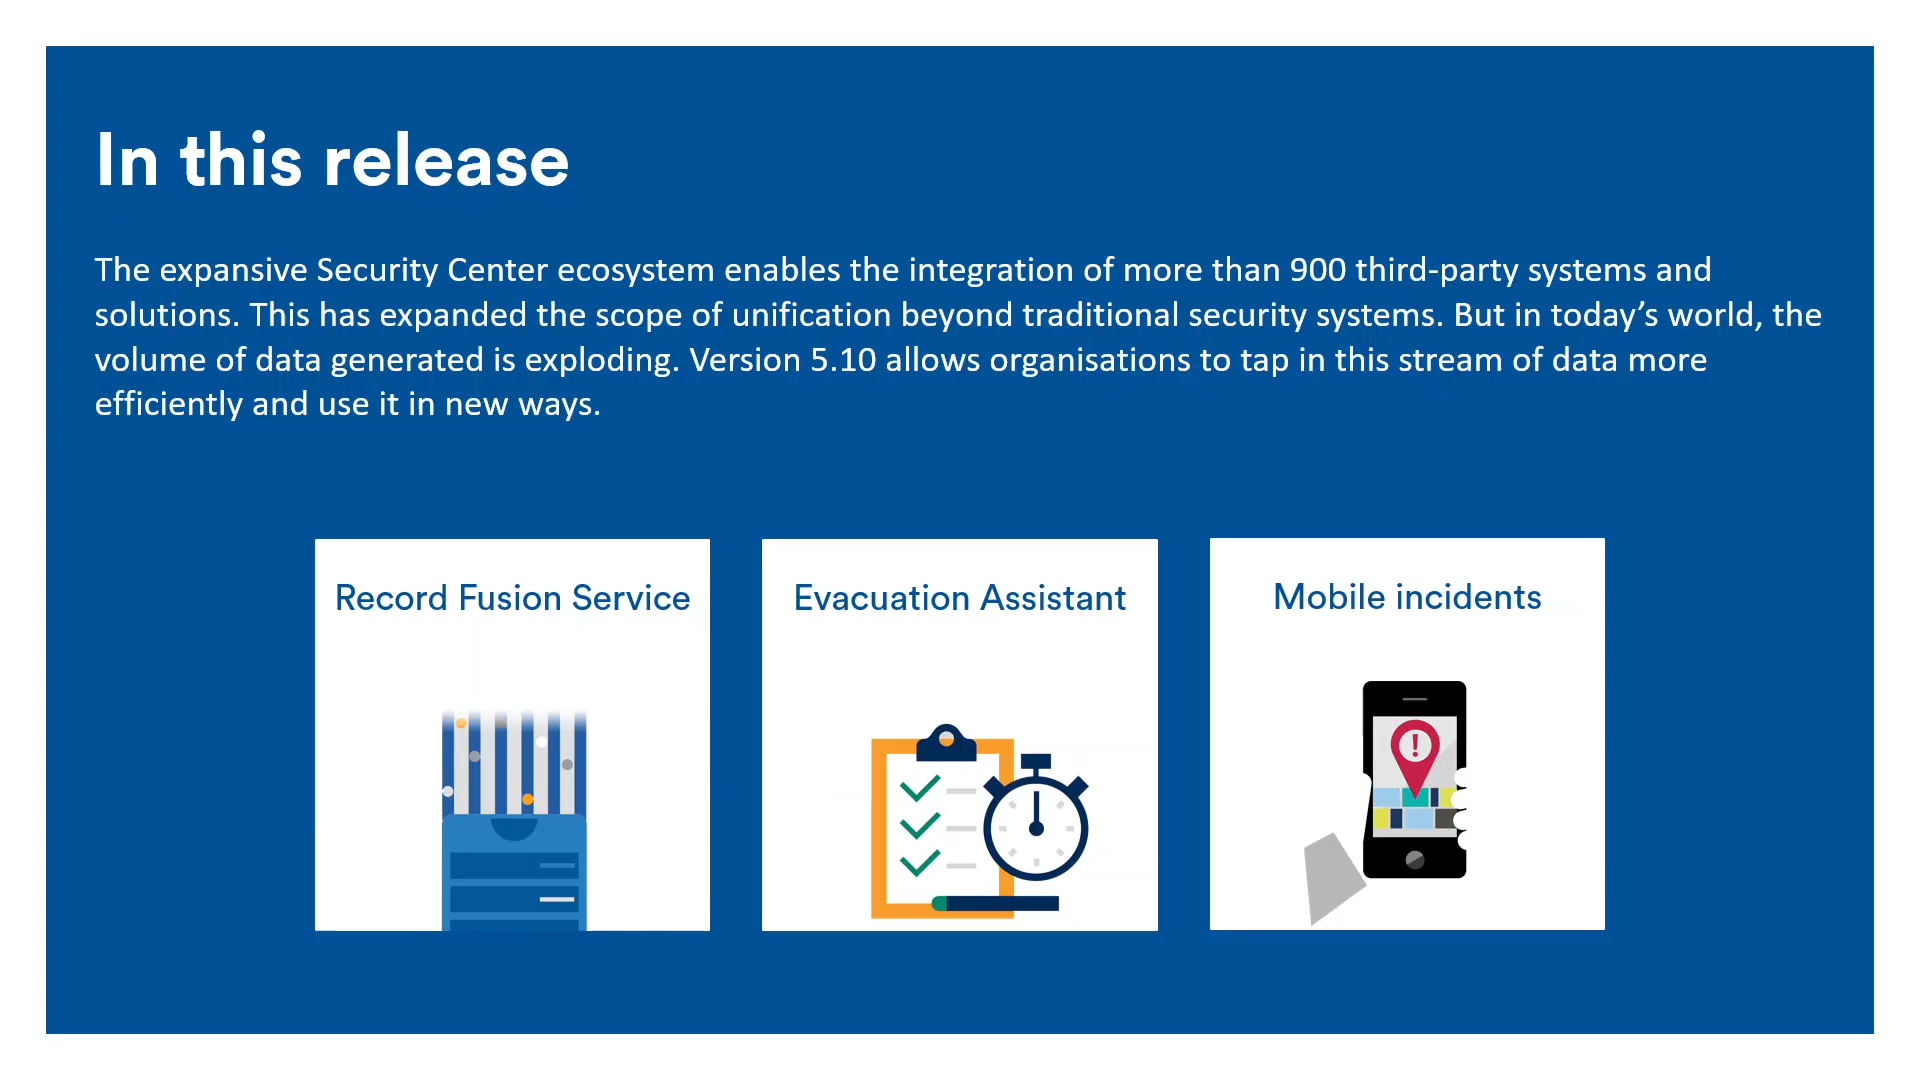 In this release
The expansive Security Center ecosystem enables the integration of more than 900 third-party systems and
solutions. This has expanded the scope of unification beyond traditional security systems. But in today’s world, the
volume of data generated is exploding. Version 5.10 allows organisations to tap in this stream of data more
efficiently and use it in new ways.
Record Fusion Service
Evacuation Assistant
Mobile incidents
!